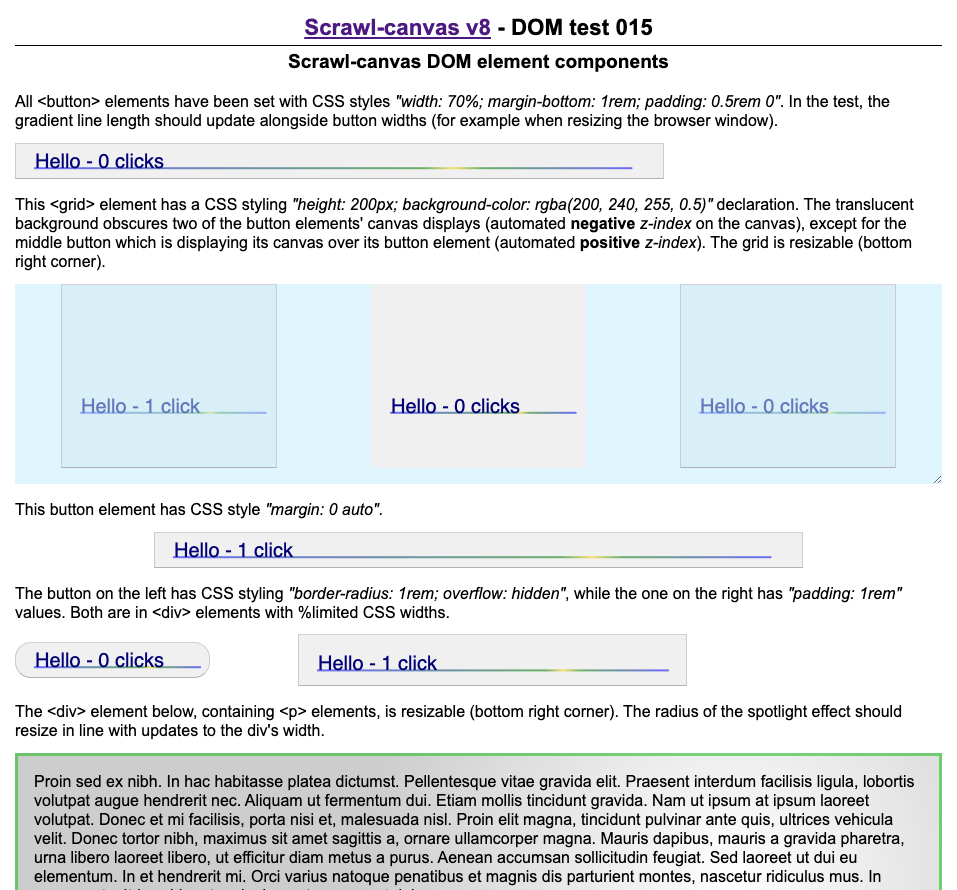 Scrawl-canvas v8 - DOM test 015
Scrawl-canvas DOM element components
All <button> elements have been set with CSS styles "width: 70%; margin-bottom: 1rem; padding: 0.5rem 0". In the test, the
gradient line length should update alongside button widths (for example when resizing the browser window).
Hello - 0 clicks
This <grid> element has a CSS styling "height: 200px; background-color: rgba(200, 240, 255, 0.5)" declaration. The translucent
background obscures two of the button elements' canvas displays (automated negative z-index on the canvas), except for the
middle button which is displaying its canvas over its button element (automated positive z-index). The grid is resizable (bottom
right corner).
Hello - 1 click
Hello - 0 clicks
Hello - 0 clicks
This button element has CSS style "margin: 0 auto".
Hello - 1 click
The button on the left has CSS styling "border-radius: 1rem; overflow: hidden", while the one on the right has "padding: 1rem"
values. Both are in <div> elements with %limited CSS widths.
Hello - 0 clicks
Hello - 1 click
The <div> element below, containing <p> elements, is resizable (bottom right corner). The radius of the spotlight effect should
resize in line with updates to the div's width.
Proin sed ex nibh. In hac habitasse platea dictumst. Pellentesque vitae gravida elit. Praesent interdum facilisis ligula, lobortis
volutpat augue hendrerit nec. Aliquam ut fermentum dui. Etiam mollis tincidunt gravida. Nam ut ipsum at ipsum laoreet
volutpat. Donec et mi facilisis, porta nisi et, malesuada nisl. Proin elit magna, tincidunt pulvinar ante quis, ultrices vehicula
velit. Donec tortor nibh, maximus sit amet sagittis a, ornare ullamcorper magna. Mauris dapibus, mauris a gravida pharetra,
urna libero laoreet libero, ut efficitur diam metus a purus. Aenean accumsan sollicitudin feugiat. Sed laoreet ut dui eu
elementum. In et hendrerit mi. Orci varius natoque penatibus et magnis dis parturient montes, nascetur ridiculus mus. In